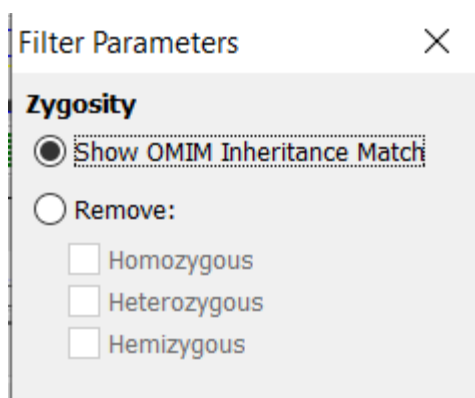 Filter Parameters
Zygosity
Show OMIM Inheritance Match
Remove:
Homozygous
Heterozygous
Hemizygous